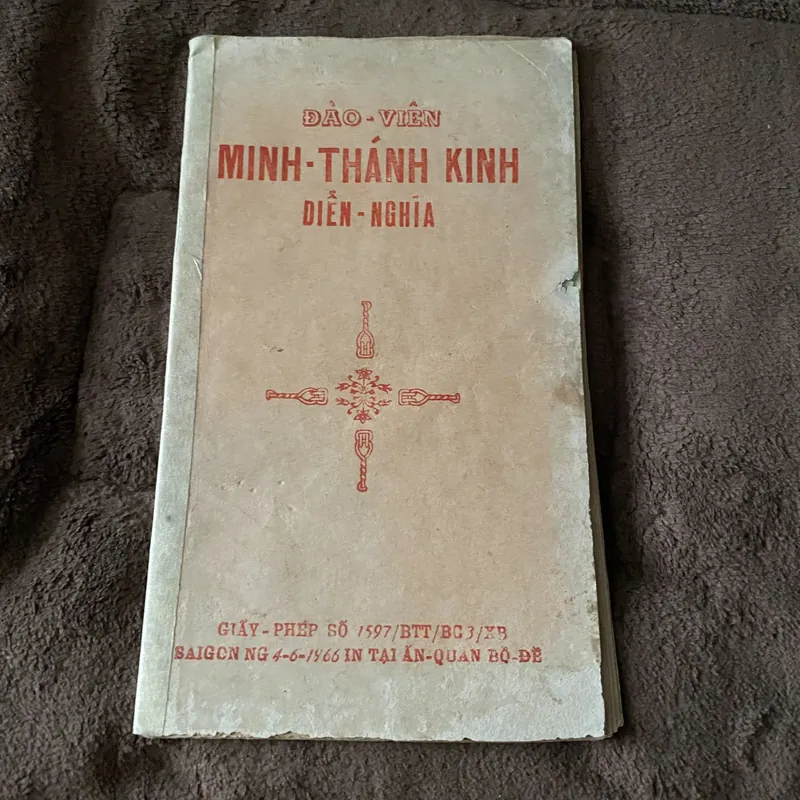 ĐÀO - VIÊN
MINH - THÁNH KINH
DIỄN - NGHĨA
GIẤY - PHÉP SỐ 1597/BTT/BC3/XB
SAIGON NG 4-6-1966 IN TẠI ẤN-QUÁN BỒ-ĐỀ